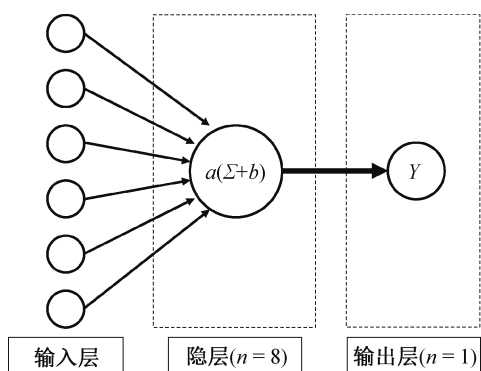 a(Σ+b)
Y
输入层
隐层(n = 8)
输出层(n = 1)